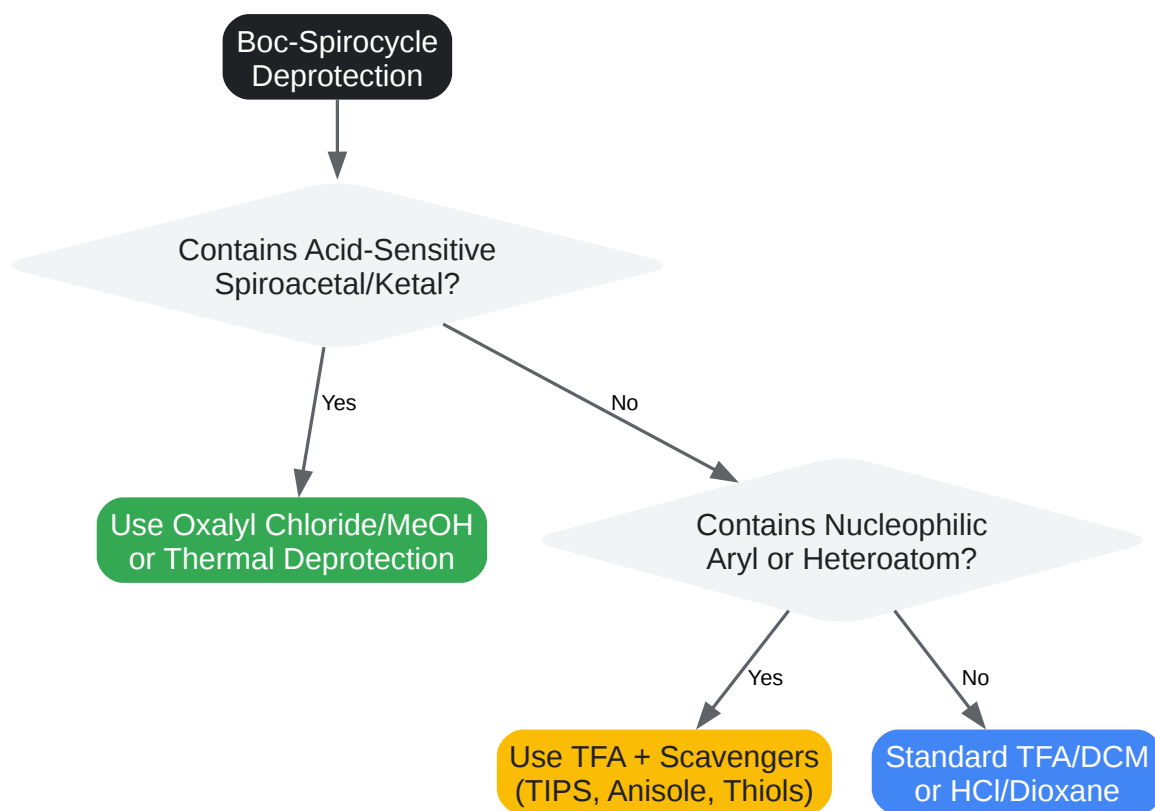 Boc-Spirocycle
Deprotection
Contains Acid-Sensitive
Spiroacetal/Ketal?
Yes
No
Use Oxalyl Chloride/MeOH
or Thermal Deprotection
Contains Nucleophilic
Aryl or Heteroatom?
Yes
No
Use TFA + Scavengers
(TIPS, Anisole, Thiols)
Standard TFA/DCM
or HCl/Dioxane